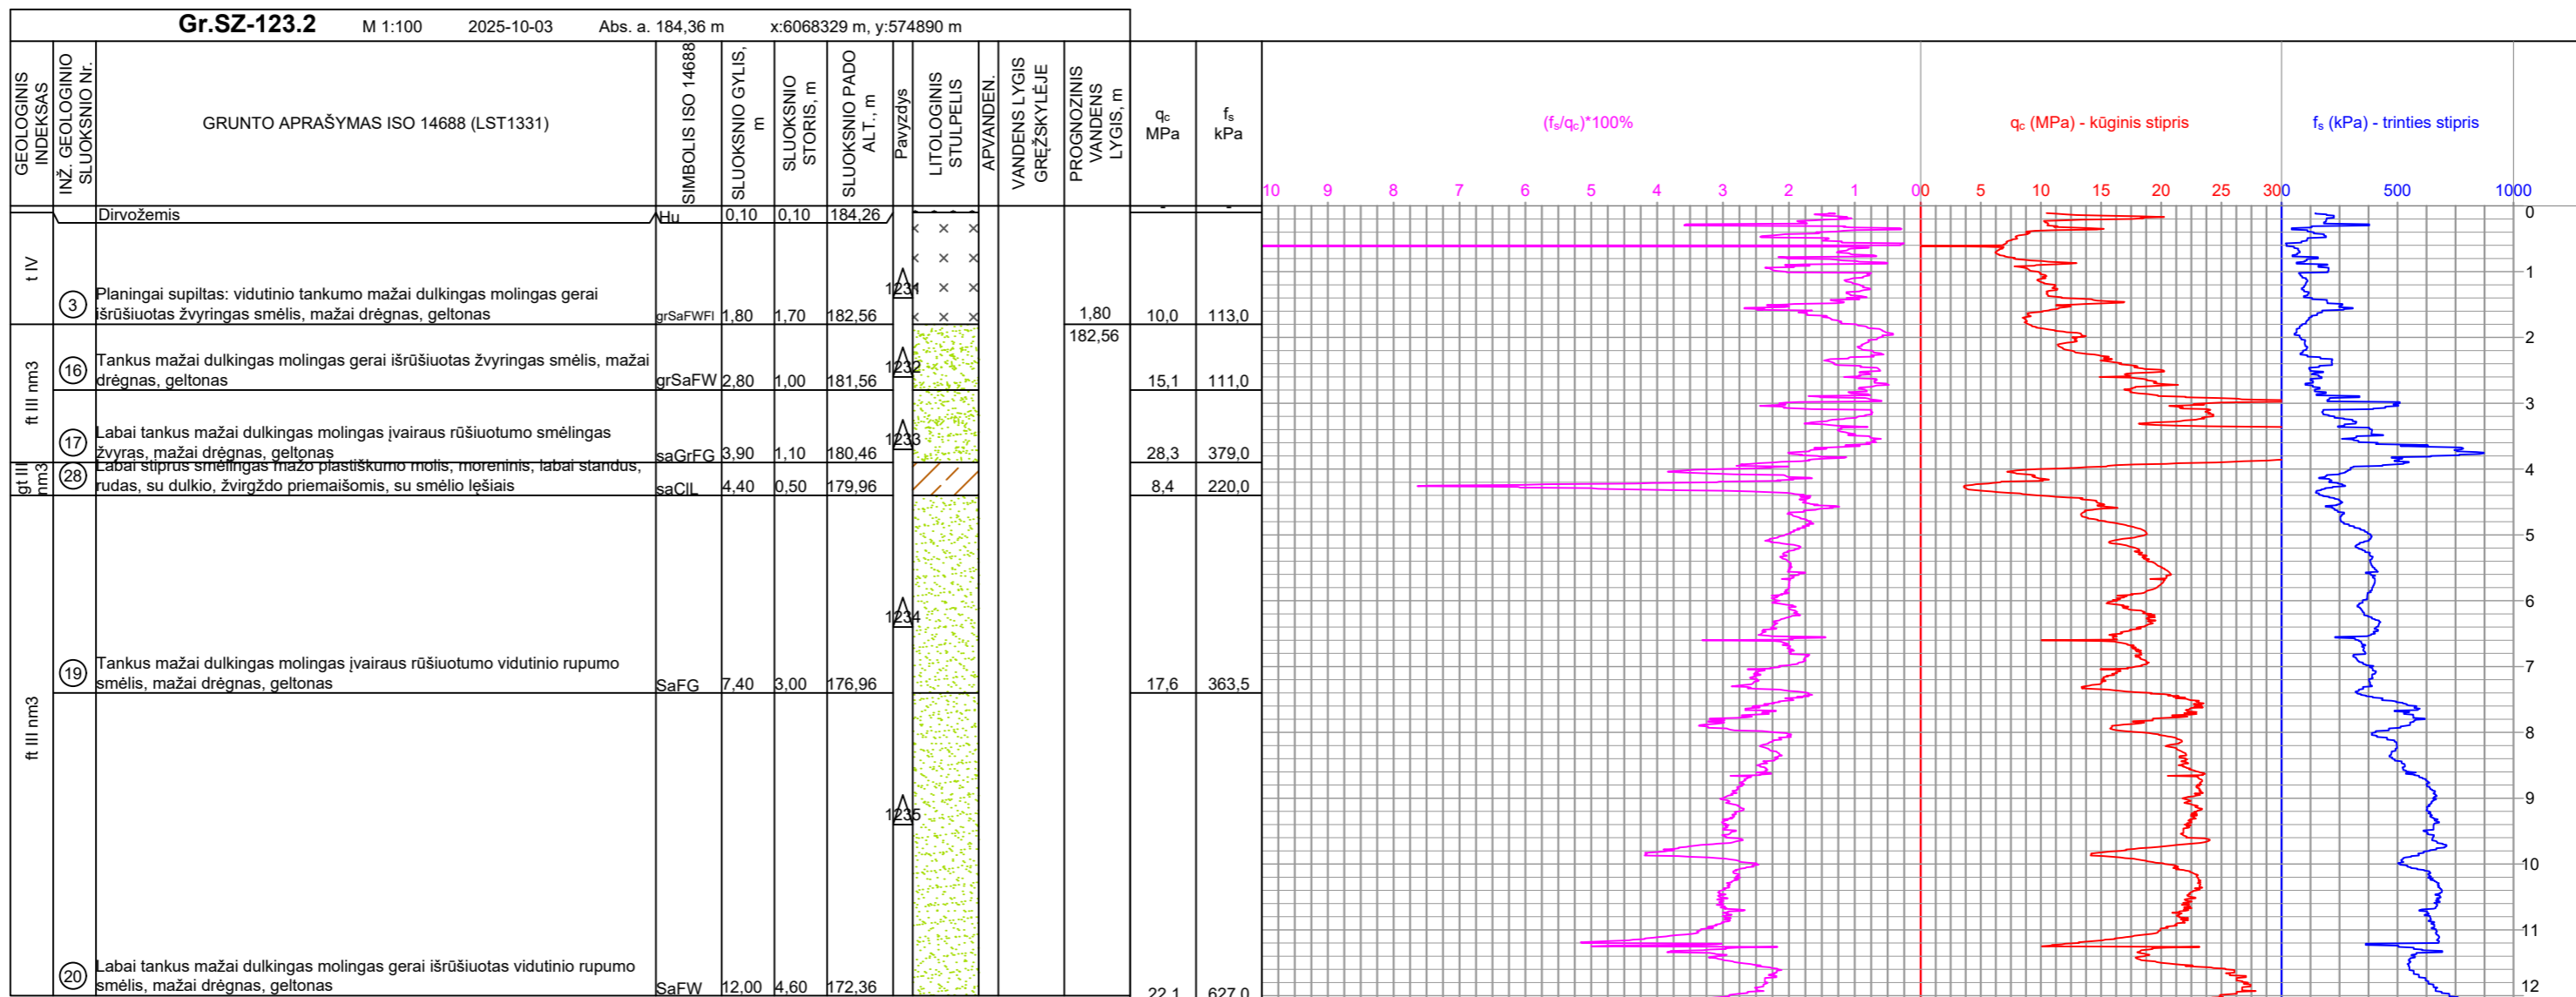 Gr.SZ-123.2 M 1:100 2025-10-03 Abs. a. 184,36 m x:6068329 m, y:574890 m
GEOLOGINIS
INDEKSAS
INŽ. GEOLOGINIO
SLUOKSNIO Nr.
GRUNTO APRAŠYMAS ISO 14688 (LST1331)
SIMBOLIS ISO 14688
SLUOKSNIO GYLIS,
m
SLUOKSNIO
STORIS, m
SLUOKSNIO PADO
ALT., m
Pavyzdys
LITOLOGINIS
STULPELIS
APVANDEN.
VANDENS LYGIS
GRĘŽSKYLĖJE
PROGNOZINIS
VANDENS
LYGIS, m
qc
MPa
fs
kPa
(fs/qc)*100%
qc (MPa) - kūginis stipris
fs (kPa) - trinties stipris
10 9 8 7 6 5 4 3 2 1 0
0 5 10 15 20 25 30
0 500 1000
Dirvožemis Hu 0,10 0,10 184,26 - -
t IV
3
Planingai supiltas: vidutinio tankumo mažai dulkingas molingas gerai
išrūšiuotas žvyringas smėlis, mažai drėgnas, geltonas
grSaFWFI 1,80 1,70 182,56
1231
1,80
182,56
10,0 113,0
ft III nm3
16
Tankus mažai dulkingas molingas gerai išrūšiuotas žvyringas smėlis, mažai
drėgnas, geltonas
grSaFW 2,80 1,00 181,56
1232
15,1 111,0
17
Labai tankus mažai dulkingas molingas įvairaus rūšiuotumo smėlingas
žvyras, mažai drėgnas, geltonas
saGrFG 3,90 1,10 180,46
1233
28,3 379,0
gt III
nm3
28
Labai stiprus smėlingas mažo plastiškumo molis, moreninis, labai standus,
rudas, su dulkio, žvirgždo priemaišomis, su smėlio lęšiais
saClL 4,40 0,50 179,96
8,4 220,0
ft III nm3
1234
19
Tankus mažai dulkingas molingas įvairaus rūšiuotumo vidutinio rupumo
smėlis, mažai drėgnas, geltonas
SaFG 7,40 3,00 176,96
17,6 363,5
1235
20
Labai tankus mažai dulkingas molingas gerai išrūšiuotas vidutinio rupumo
smėlis, mažai drėgnas, geltonas
SaFW 12,00 4,60 172,36
22,1 627,0
0
1
2
3
4
5
6
7
8
9
10
11
12